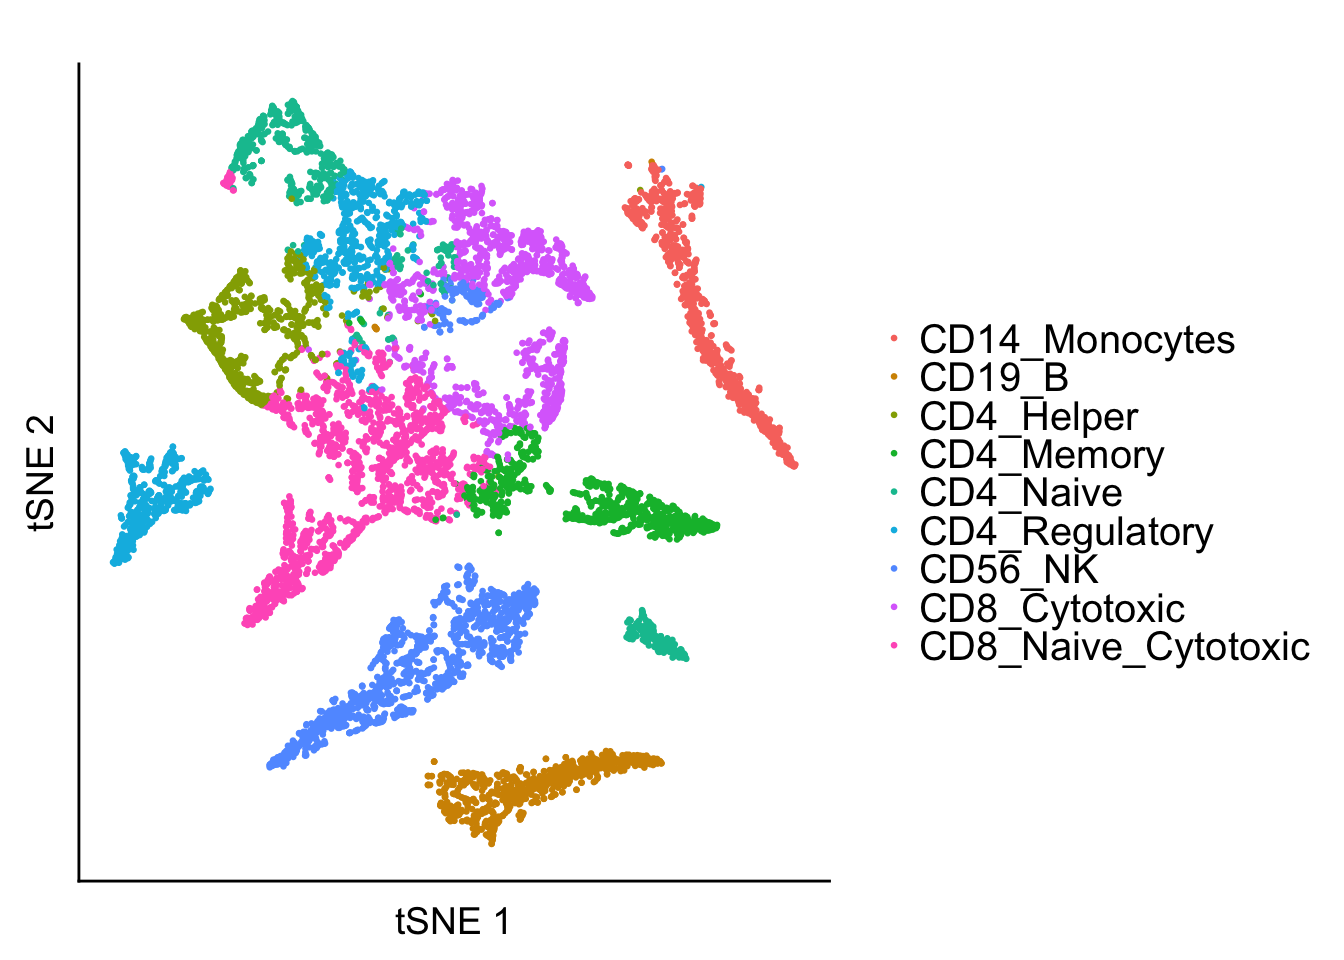 tSNE 2
tSNE 1
CD14_Monocytes
CD19_B
CD4_Helper
CD4_Memory
CD4_Naive
CD4_Regulatory
CD56_NK
CD8_Cytotoxic
CD8_Naive_Cytotoxic